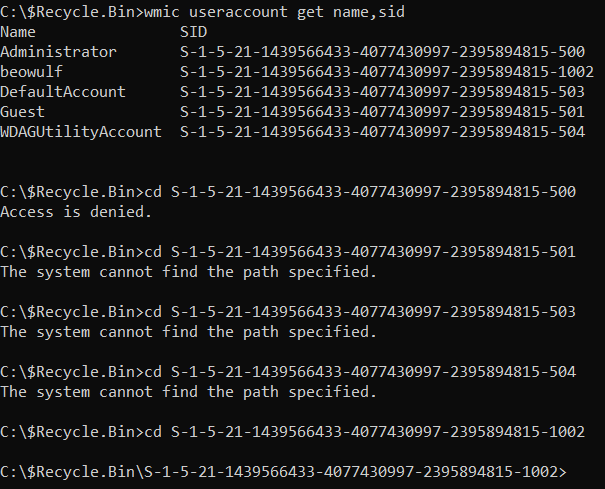 C:\$Recycle.Bin>wmic useraccount get name,sid
Name SID
Administrator S-1-5-21-1439566433-4077430997-2395894815-500
beowulf S-1-5-21-1439566433-4077430997-2395894815-1002
DefaultAccount S-1-5-21-1439566433-4077430997-2395894815-503
Guest S-1-5-21-1439566433-4077430997-2395894815-501
WDAGUtilityAccount S-1-5-21-1439566433-4077430997-2395894815-504
C:\$Recycle.Bin>cd S-1-5-21-1439566433-4077430997-2395894815-500
Access is denied.
C:\$Recycle.Bin>cd S-1-5-21-1439566433-4077430997-2395894815-501
The system cannot find the path specified.
C:\$Recycle.Bin>cd S-1-5-21-1439566433-4077430997-2395894815-503
The system cannot find the path specified.
C:\$Recycle.Bin>cd S-1-5-21-1439566433-4077430997-2395894815-504
The system cannot find the path specified.
C:\$Recycle.Bin>cd S-1-5-21-1439566433-4077430997-2395894815-1002
C:\$Recycle.Bin\S-1-5-21-1439566433-4077430997-2395894815-1002>